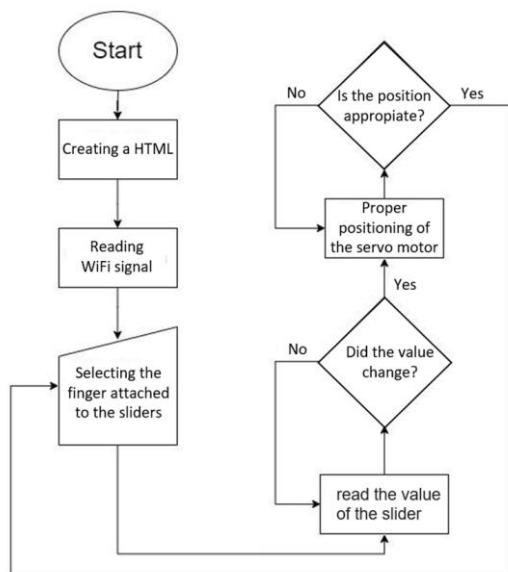 Start
Creating a HTML
Reading
WiFi signal
Selecting the
finger attached
to the sliders
read the value
of the slider
Did the value
change?
No
Yes
Proper
positioning of
the servo motor
Is the position
appropiate?
No
Yes